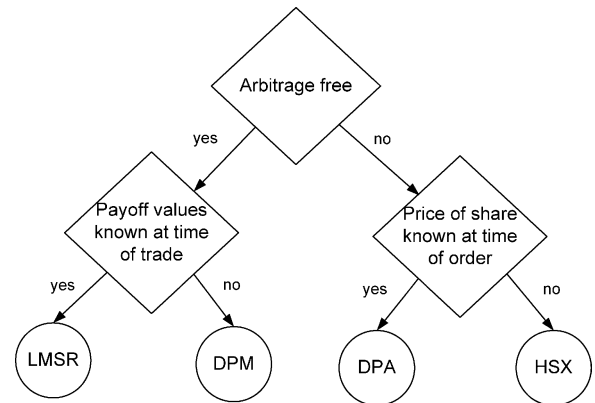 Arbitrage free
yes
no
Payoff values
known at time
of trade
Price of share
known at time
of order
yes
no
yes
no
LMSR
DPM
DPA
HSX